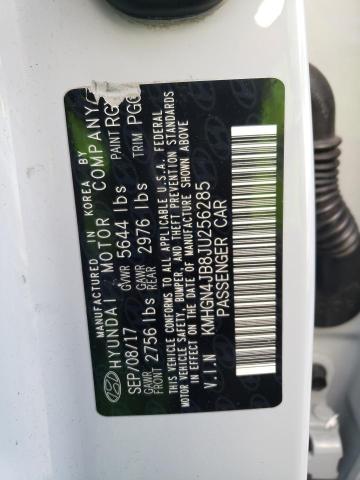 MANUFACTURED IN KOREA BY
HYUNDAI MOTOR COMPANY
SEP/08/17 GVWR 5644 lbs PAINT
GAWR FRONT 2756 lbs GAWR REAR 2976 lbs TRIM PGG
THIS VEHICLE CONFORMS TO ALL APPLICABLE U.S.A. FEDERAL
MOTOR VEHICLE SAFETY, BUMPER, AND THEFT PREVENTION STANDARDS
IN EFFECT ON THE DATE OF MANUFACTURE SHOWN ABOVE.
V.I.N KMHGN4JB8JU256285
PASSENGER CAR